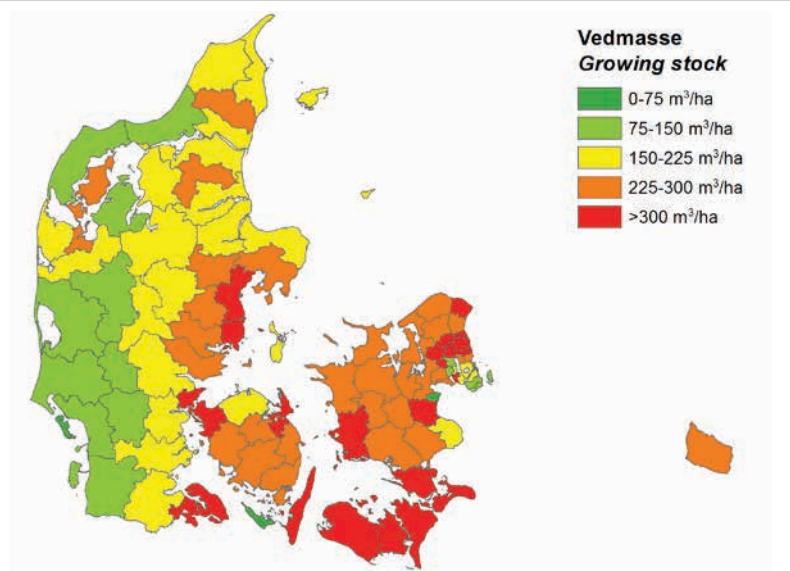 Vedmasse
Growing stock
0-75 m³/ha
75-150 m³/ha
150-225 m³/ha
225-300 m³/ha
>300 m³/ha